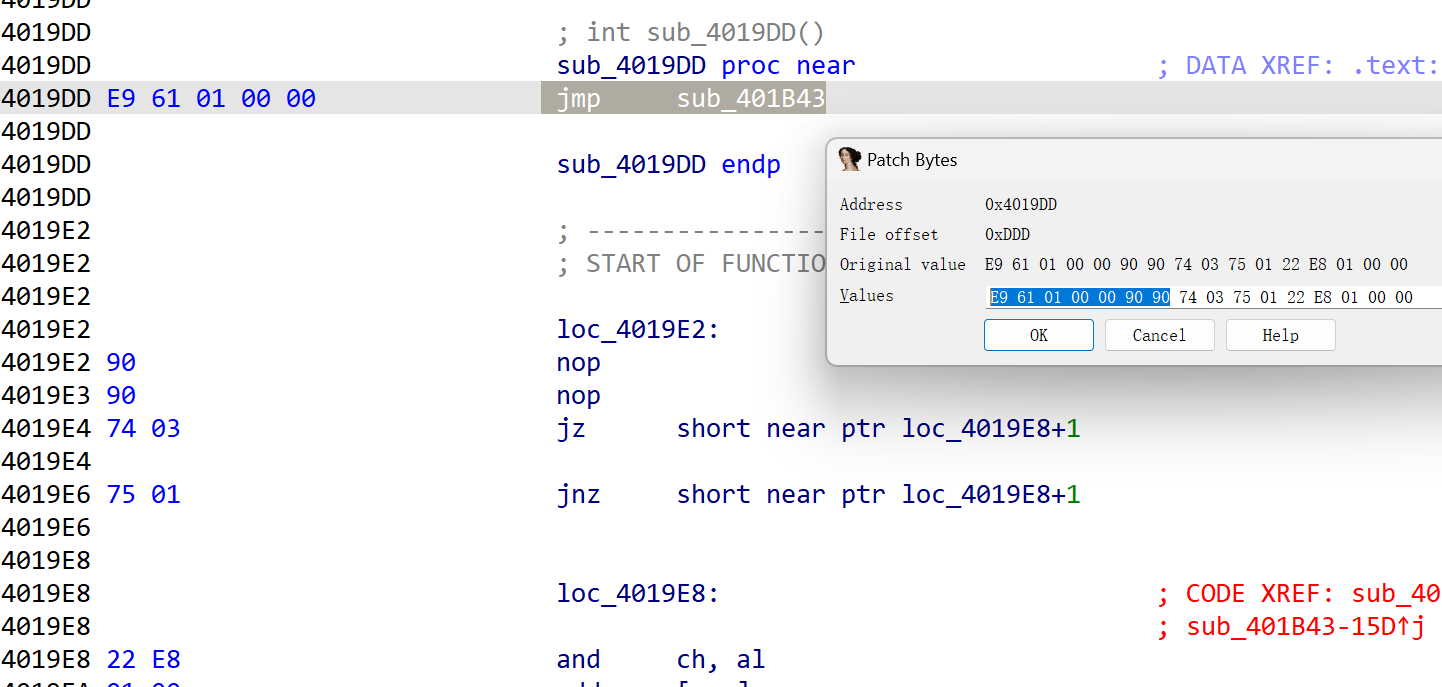 4019DD
4019DD ; int sub_4019DD()
4019DD sub_4019DD proc near ; DATA XREF: .text:
4019DD E9 61 01 00 00 jmp sub_401B43
4019DD
4019DD sub_4019DD endp
4019DD
4019E2 ; ----------------
4019E2 ; START OF FUNCTIO
4019E2
4019E2 loc_4019E2:
4019E2 90 nop
4019E3 90 nop
4019E4 74 03 jz short near ptr loc_4019E8+1
4019E4
4019E6 75 01 jnz short near ptr loc_4019E8+1
4019E6
4019E8
4019E8 loc_4019E8: ; CODE XREF: sub_40
4019E8 ; sub_401B43-15D↑j
4019E8 22 E8 and ch, al
Patch Bytes
Address 0x4019DD
File offset 0xDDD
Original value E9 61 01 00 00 90 90 74 03 75 01 22 E8 01 00 00
Values E9 61 01 00 00 90 90 74 03 75 01 22 E8 01 00 00
OK Cancel Help